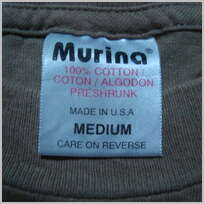 Murina®
100% COTTON /
COTON / ALGODON
PRESHRUNK
MADE IN U.S.A
MEDIUM
CARE ON REVERSE